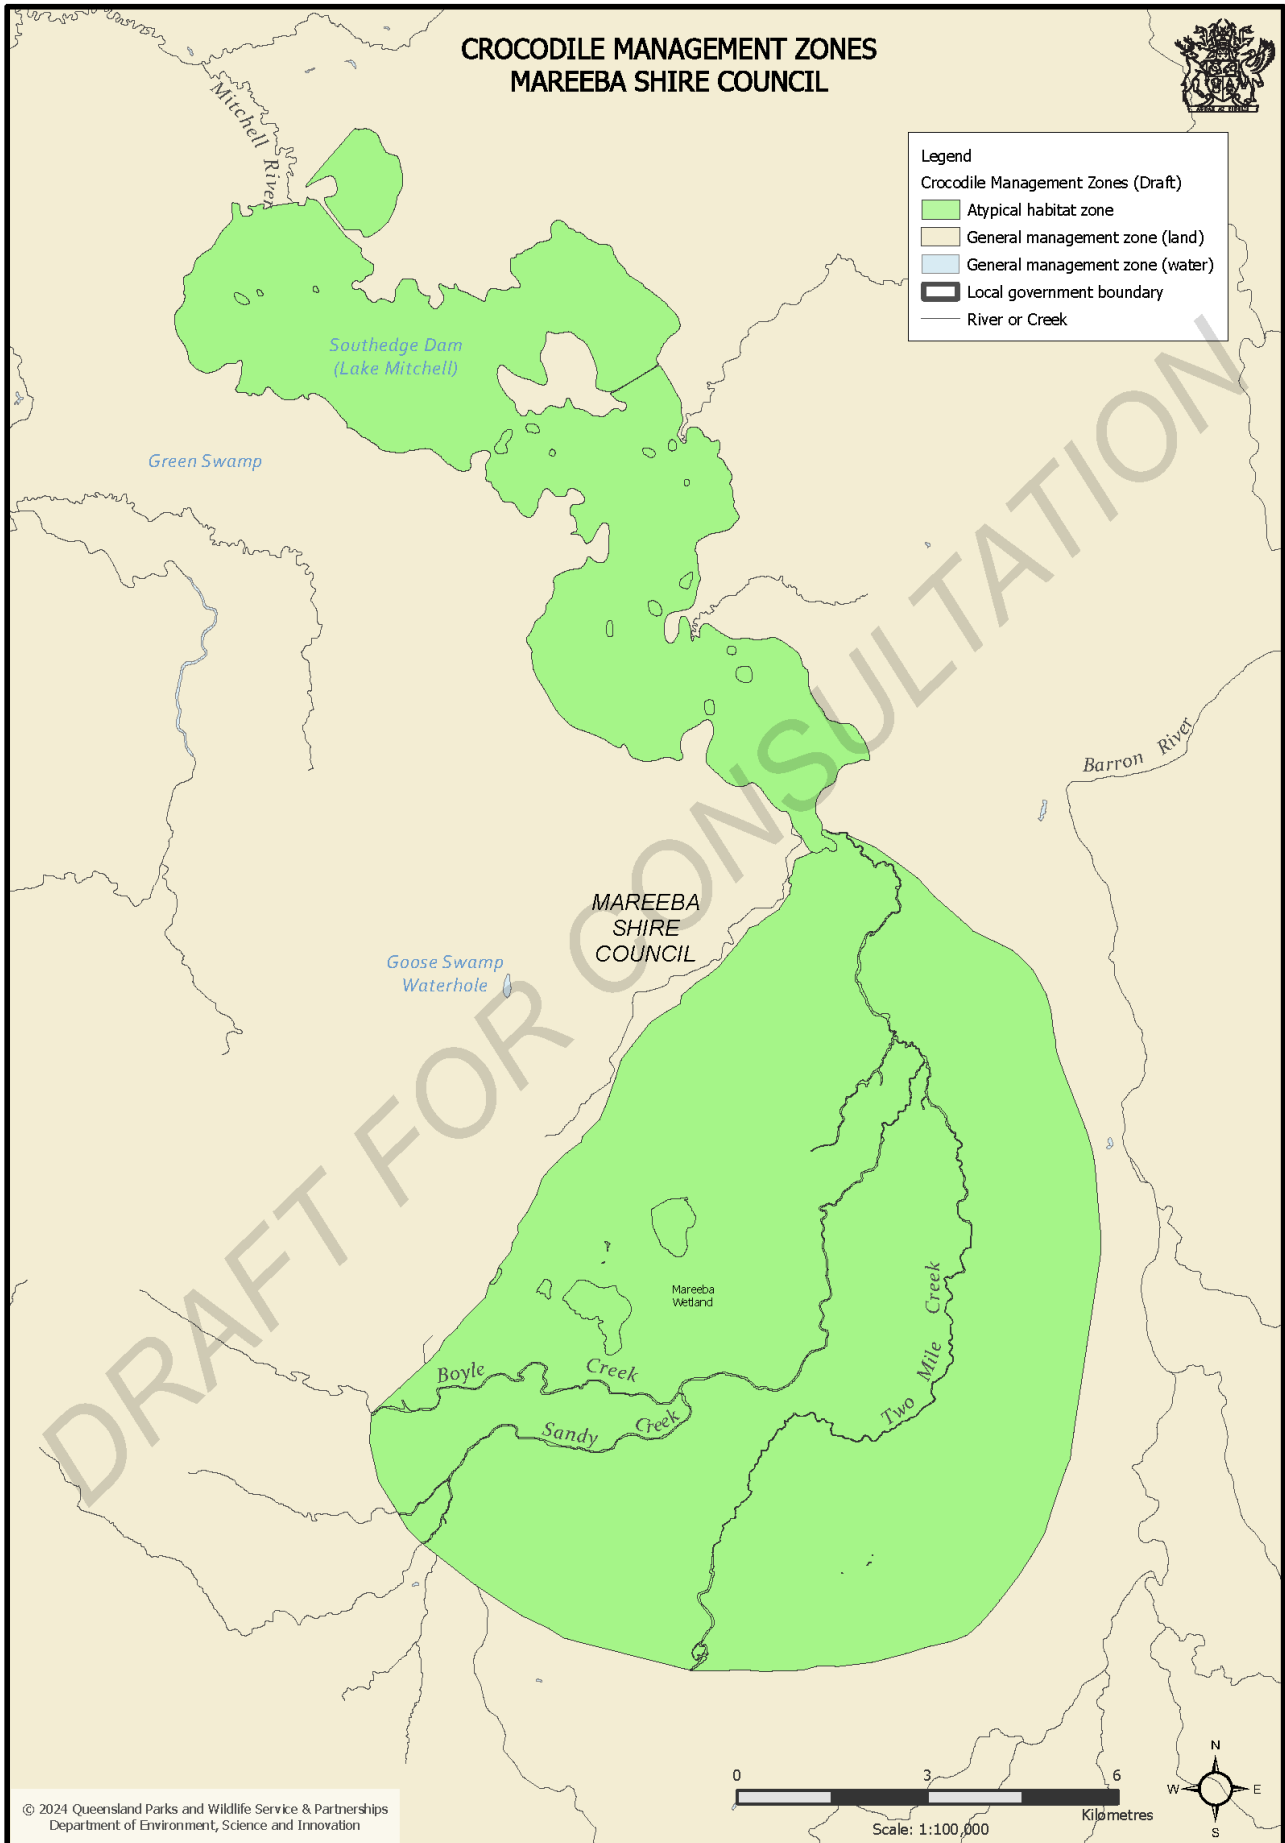 CROCODILE MANAGEMENT ZONES
MAREEBA SHIRE COUNCIL
Legend
Crocodile Management Zones (Draft)
Atypical habitat zone
General management zone (land)
General management zone (water)
Local government boundary
River or Creek
Mitchell River
Southedge Dam
(Lake Mitchell)
Green Swamp
Barron River
MAREEBA
SHIRE
COUNCIL
Goose Swamp
Waterhole
DRAFT FOR CONSULTATION
Mareeba
Wetland
Boyle Creek
Sandy Creek
Two Mile Creek
0 3 6
Kilometres
Scale: 1:100,000
N
W E
S
© 2024 Queensland Parks and Wildlife Service & Partnerships
Department of Environment, Science and Innovation